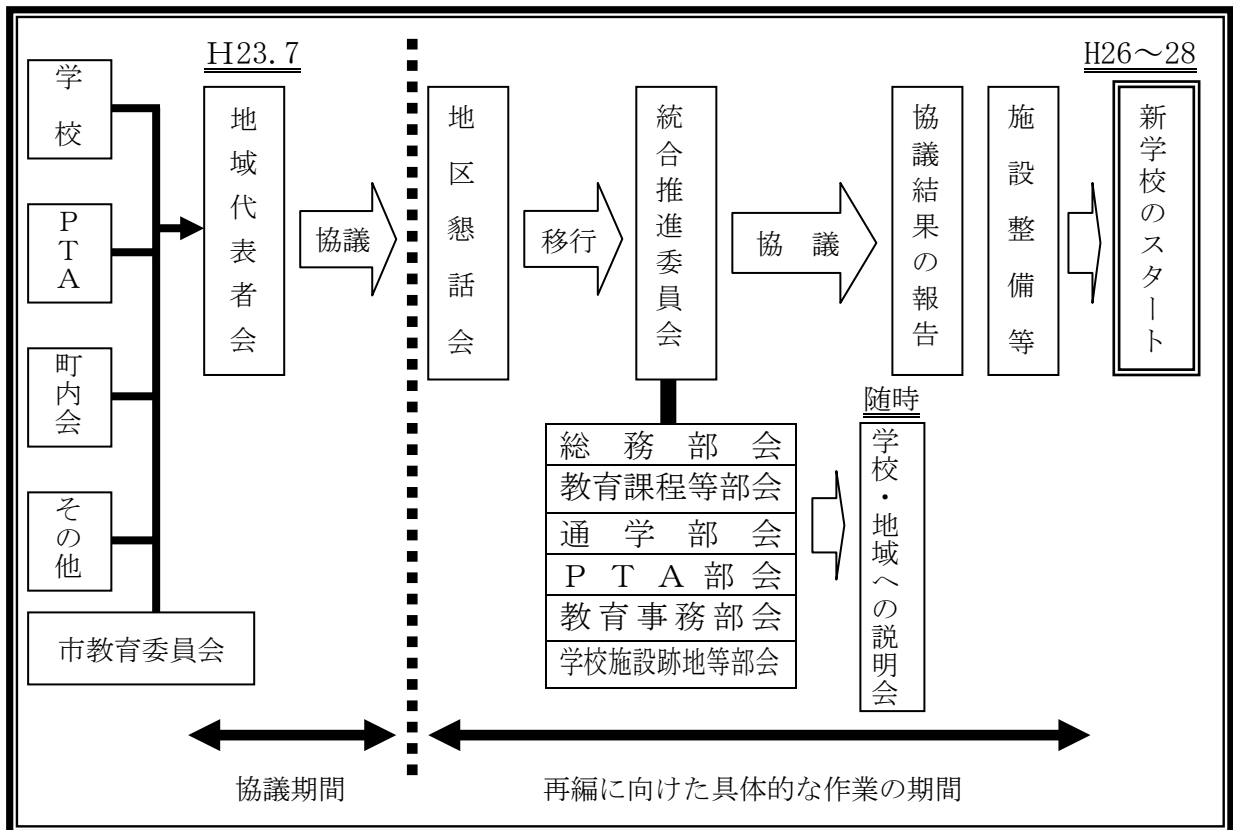 H23.7
H26～28
学校
PTA
町内会
その他
市教育委員会
地域代表者会
協議
地区懇話会
移行
統合推進委員会
協議
協議結果の報告
施設整備等
新学校のスタート
総務部会
教育課程等部会
通学部会
PTA部会
教育事務部会
学校施設跡地等部会
随時
学校・地域への説明会
協議期間
再編に向けた具体的な作業の期間